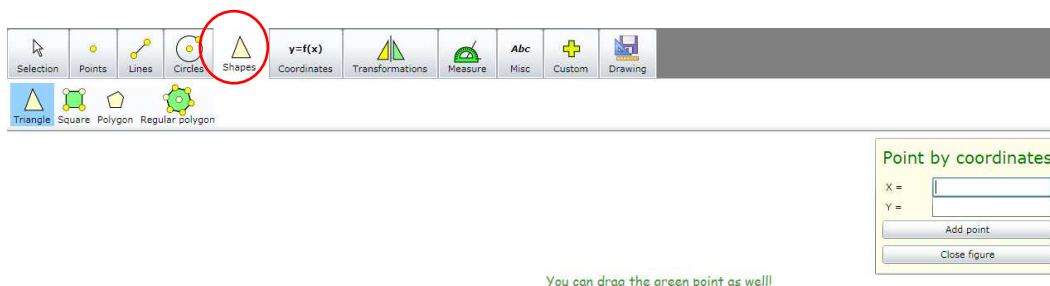 y=f(x) Abc
Selection Points Lines Circles Shapes Coordinates Transformations Measure Misc Custom Drawing
Triangle Square Polygon Regular polygon
Point by coordinates
X =
Y =
Add point
Close figure
You can drag the green point as well!